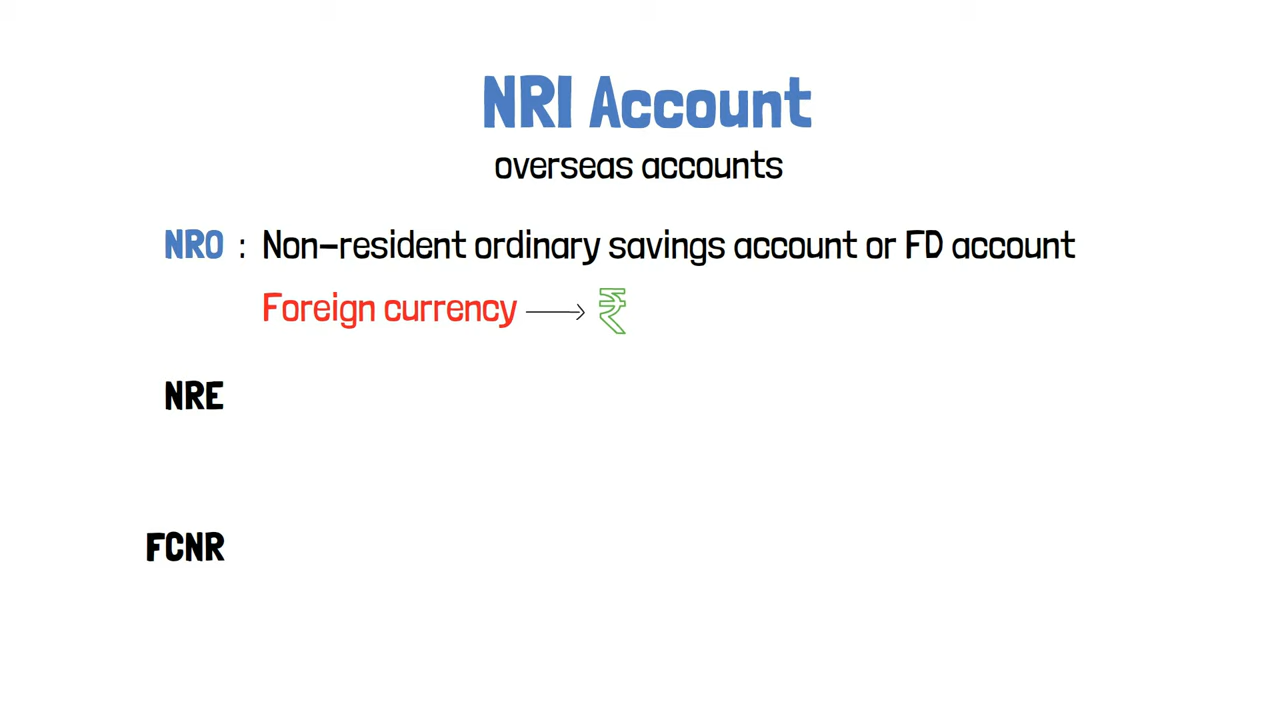 NRI Account
overseas accounts
NRO : Non-resident ordinary savings account or FD account
Foreign currency → ₹
NRE
FCNR